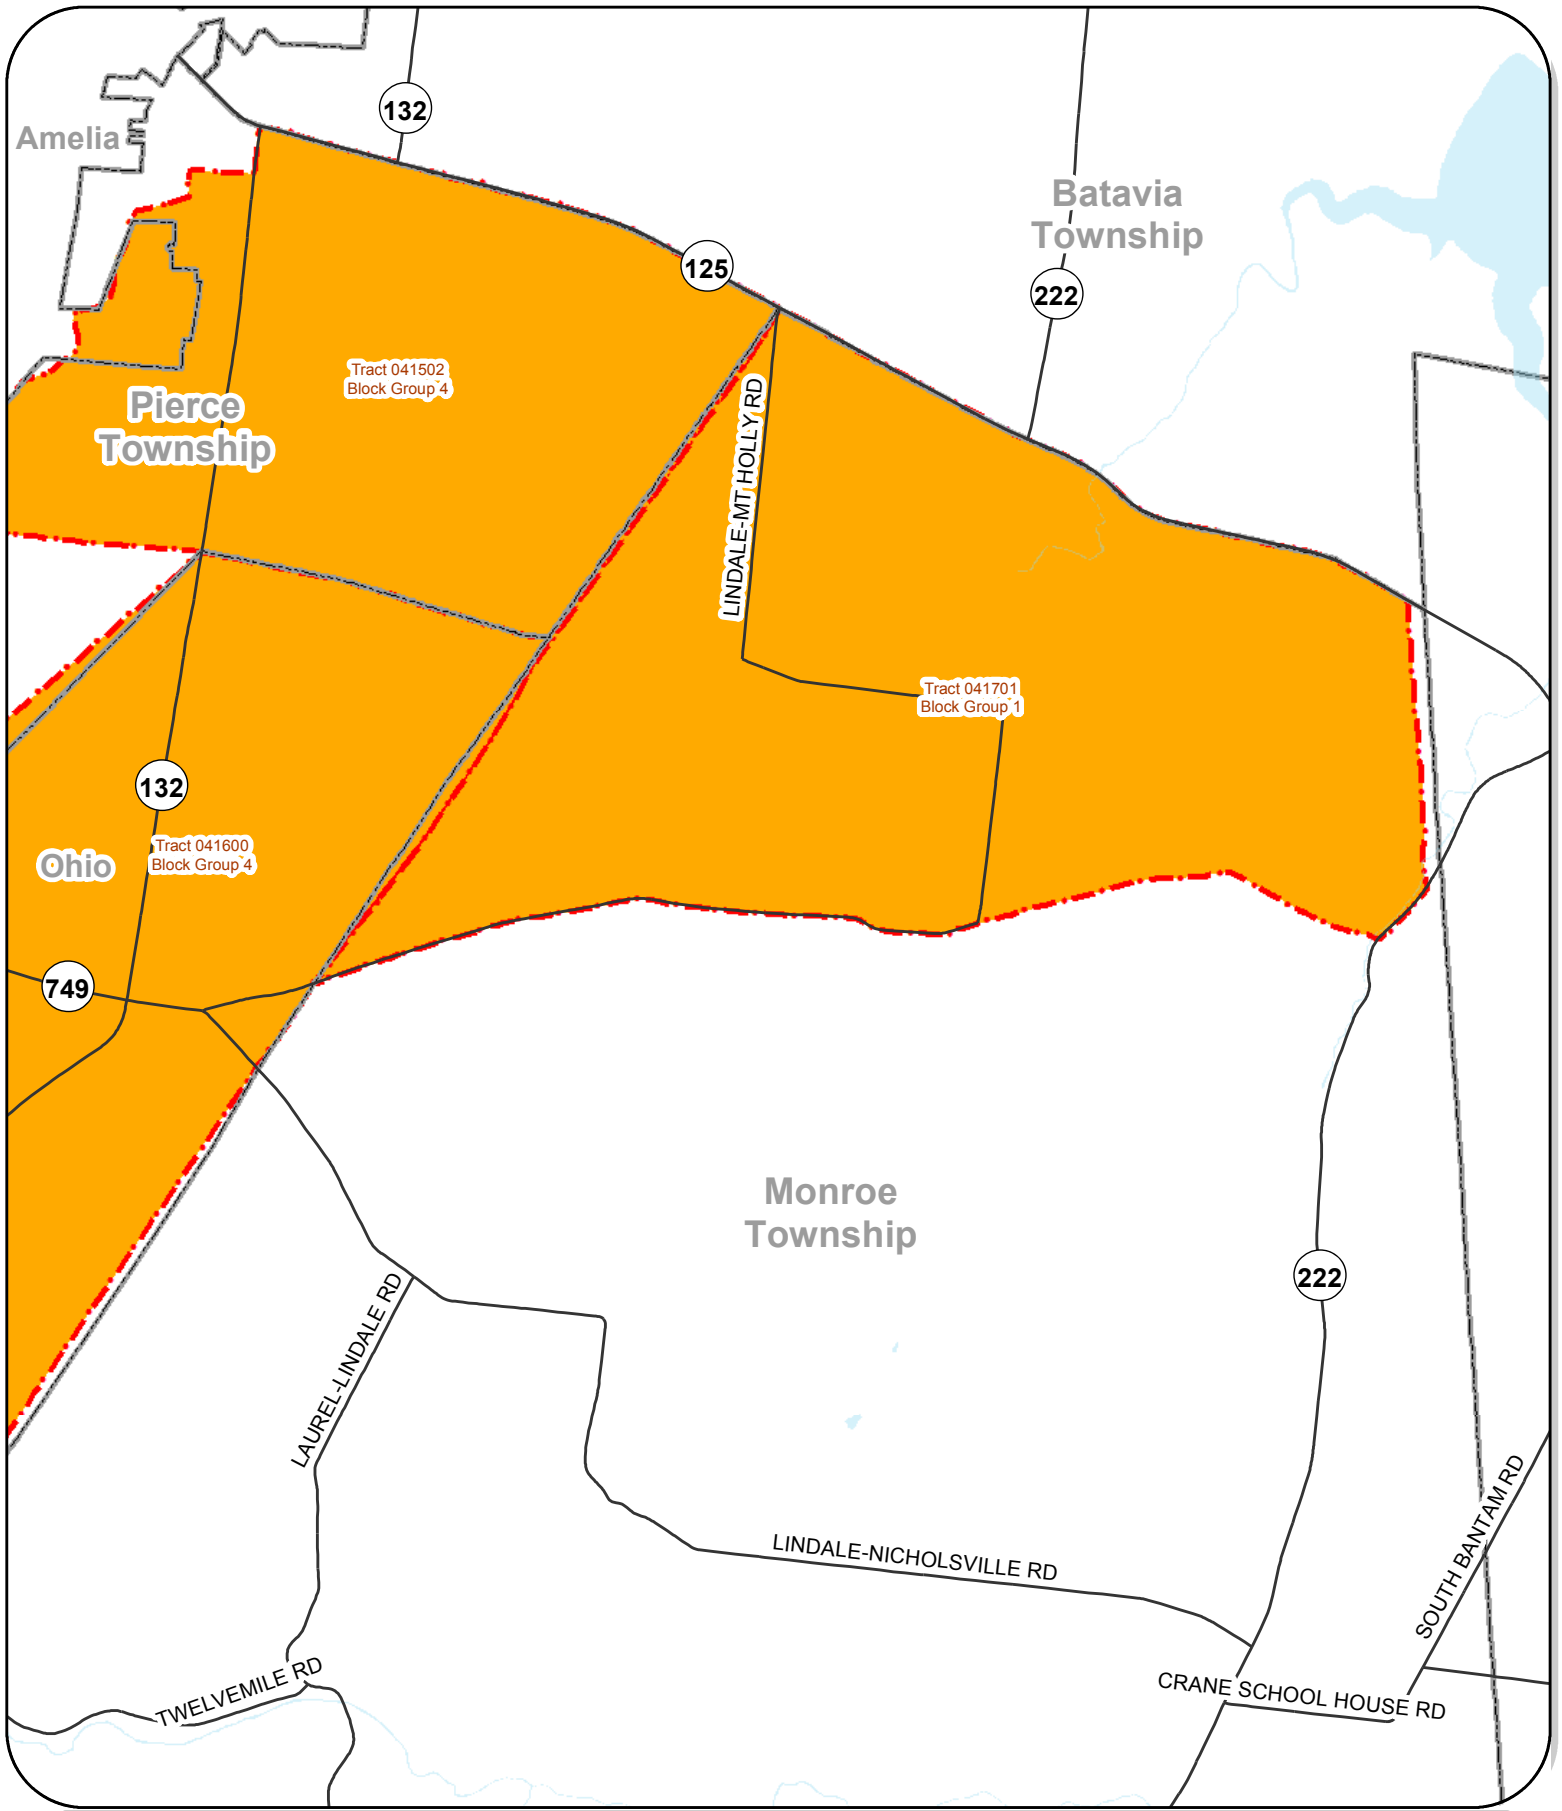 132
Amelia
Batavia
Township
125
222
Tract 041502
Block Group 4
Pierce
Township
LINDALE-MT HOLLY RD
Tract 041701
Block Group 1
132
Tract 041600
Block Group 4
Ohio
749
Monroe
Township
222
LAUREL-LINDALE RD
LINDALE-NICHOLSVILLE RD
SOUTH BANTAM RD
TWELVEMILE RD
CRANE SCHOOL HOUSE RD